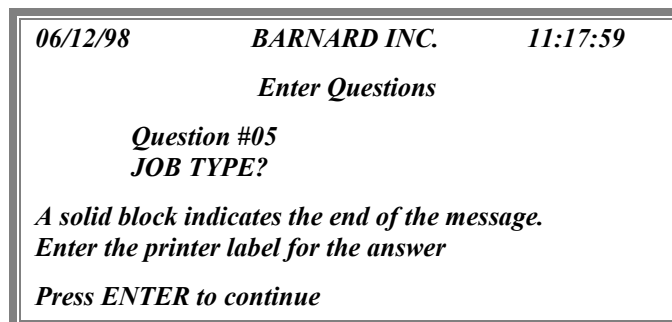 06/12/98 BARNARD INC. 11:17:59
Enter Questions
Question #05
JOB TYPE?
A solid block indicates the end of the message.
Enter the printer label for the answer
Press ENTER to continue